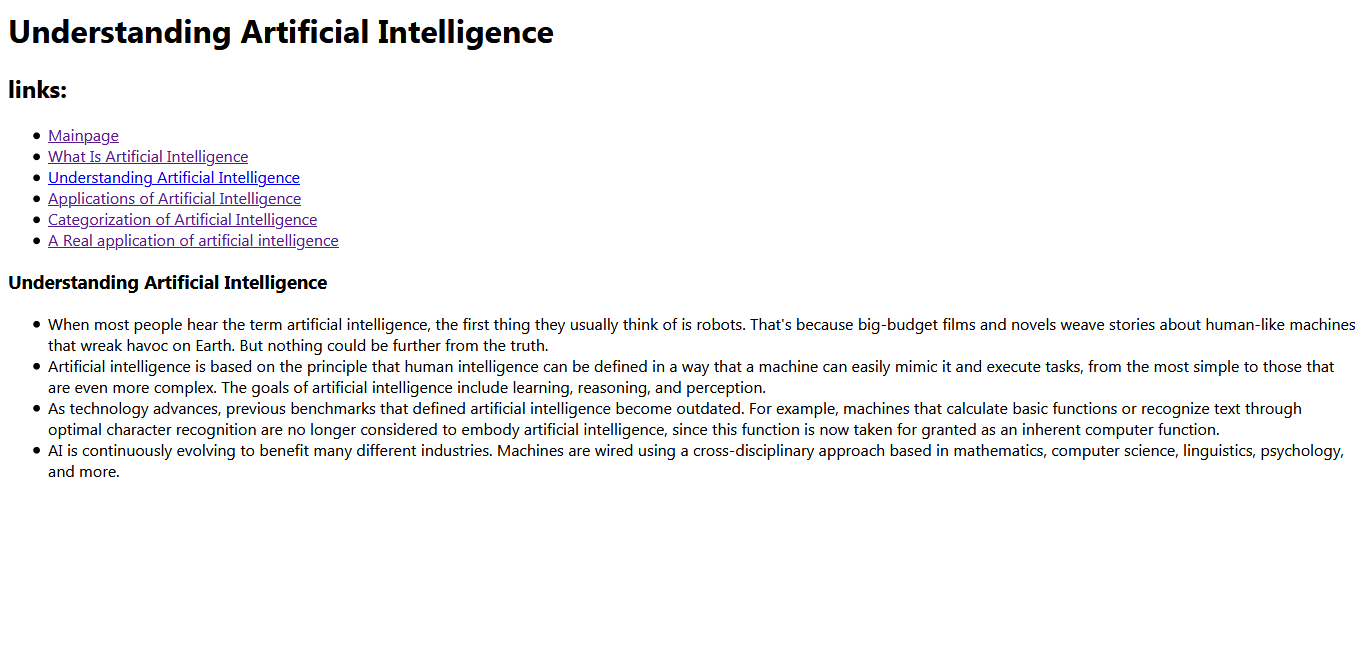 Understanding Artificial Intelligence
links:
Mainpage
What Is Artificial Intelligence
Understanding Artificial Intelligence
Applications of Artificial Intelligence
Categorization of Artificial Intelligence
A Real application of artificial intelligence
Understanding Artificial Intelligence
When most people hear the term artificial intelligence, the first thing they usually think of is robots. That's because big-budget films and novels weave stories about human-like machines
that wreak havoc on Earth. But nothing could be further from the truth.
Artificial intelligence is based on the principle that human intelligence can be defined in a way that a machine can easily mimic it and execute tasks, from the most simple to those that
are even more complex. The goals of artificial intelligence include learning, reasoning, and perception.
As technology advances, previous benchmarks that defined artificial intelligence become outdated. For example, machines that calculate basic functions or recognize text through
optimal character recognition are no longer considered to embody artificial intelligence, since this function is now taken for granted as an inherent computer function.
AI is continuously evolving to benefit many different industries. Machines are wired using a cross-disciplinary approach based in mathematics, computer science, linguistics, psychology,
and more.